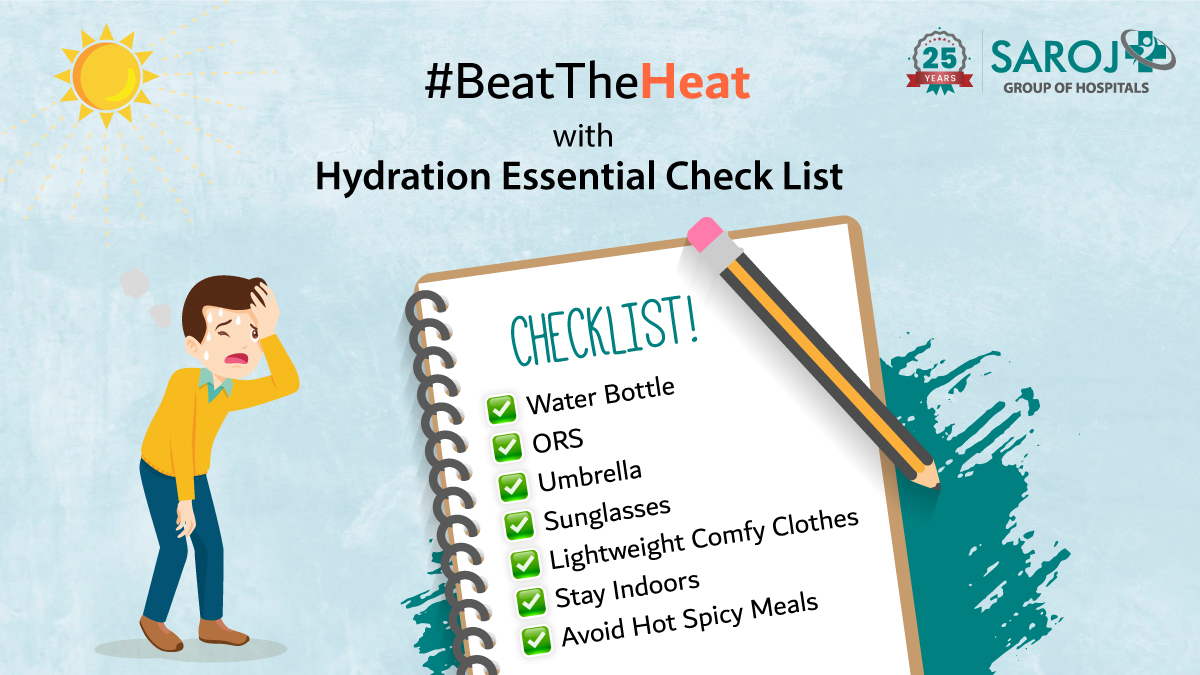 #BeatTheHeat
with
Hydration Essential Check List
25
YEARS
SAROJ
GROUP OF HOSPITALS
CHECKLIST!
Water Bottle
ORS
Umbrella
Sunglasses
Lightweight Comfy Clothes
Stay Indoors
Avoid Hot Spicy Meals